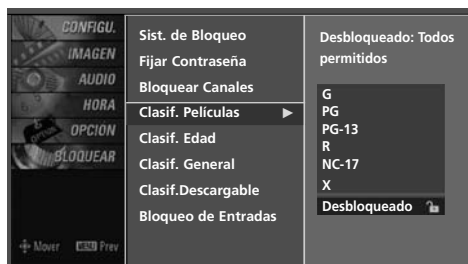 CONFIGU.
IMAGEN
AUDIO
HORA
OPCIÓN
BLOQUEAR
Mover MENU Prev
Sist. de Bloqueo
Fijar Contraseña
Bloquear Canales
Clasif. Películas ▶
Clasif. Edad
Clasif. General
Clasif.Descargable
Bloqueo de Entradas
Desbloqueado: Todos
permitidos
G
PG
PG-13
R
NC-17
X
Desbloqueado